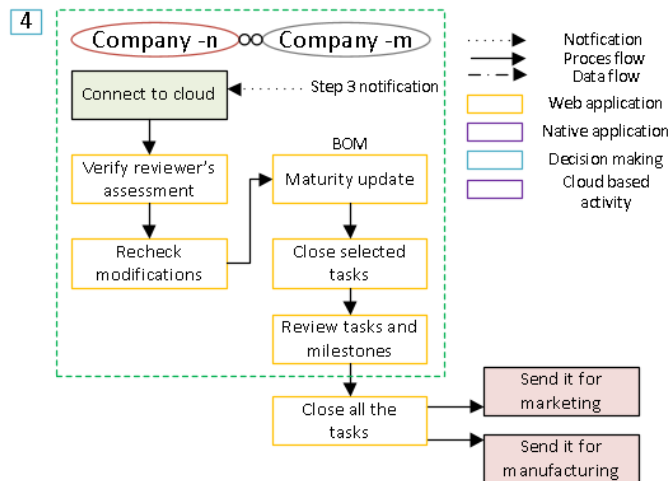 4
Company -n
Company -m
Connect to cloud
Step 3 notification
Verify reviewer's
assessment
Recheck
modifications
BOM
Maturity update
Close selected
tasks
Review tasks and
milestones
Close all the
tasks
Send it for
marketing
Send it for
manufacturing
Notfication
Proces flow
Data flow
Web application
Native application
Decision making
Cloud based
activity